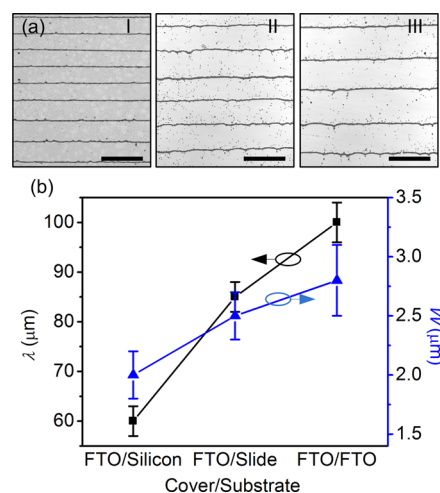 (a) I II III
(b)
100
90
80
70
60
λ (μm)
3.5
3.0
2.5
2.0
1.5
W (μm)
FTO/Silicon FTO/Slide FTO/FTO
Cover/Substrate